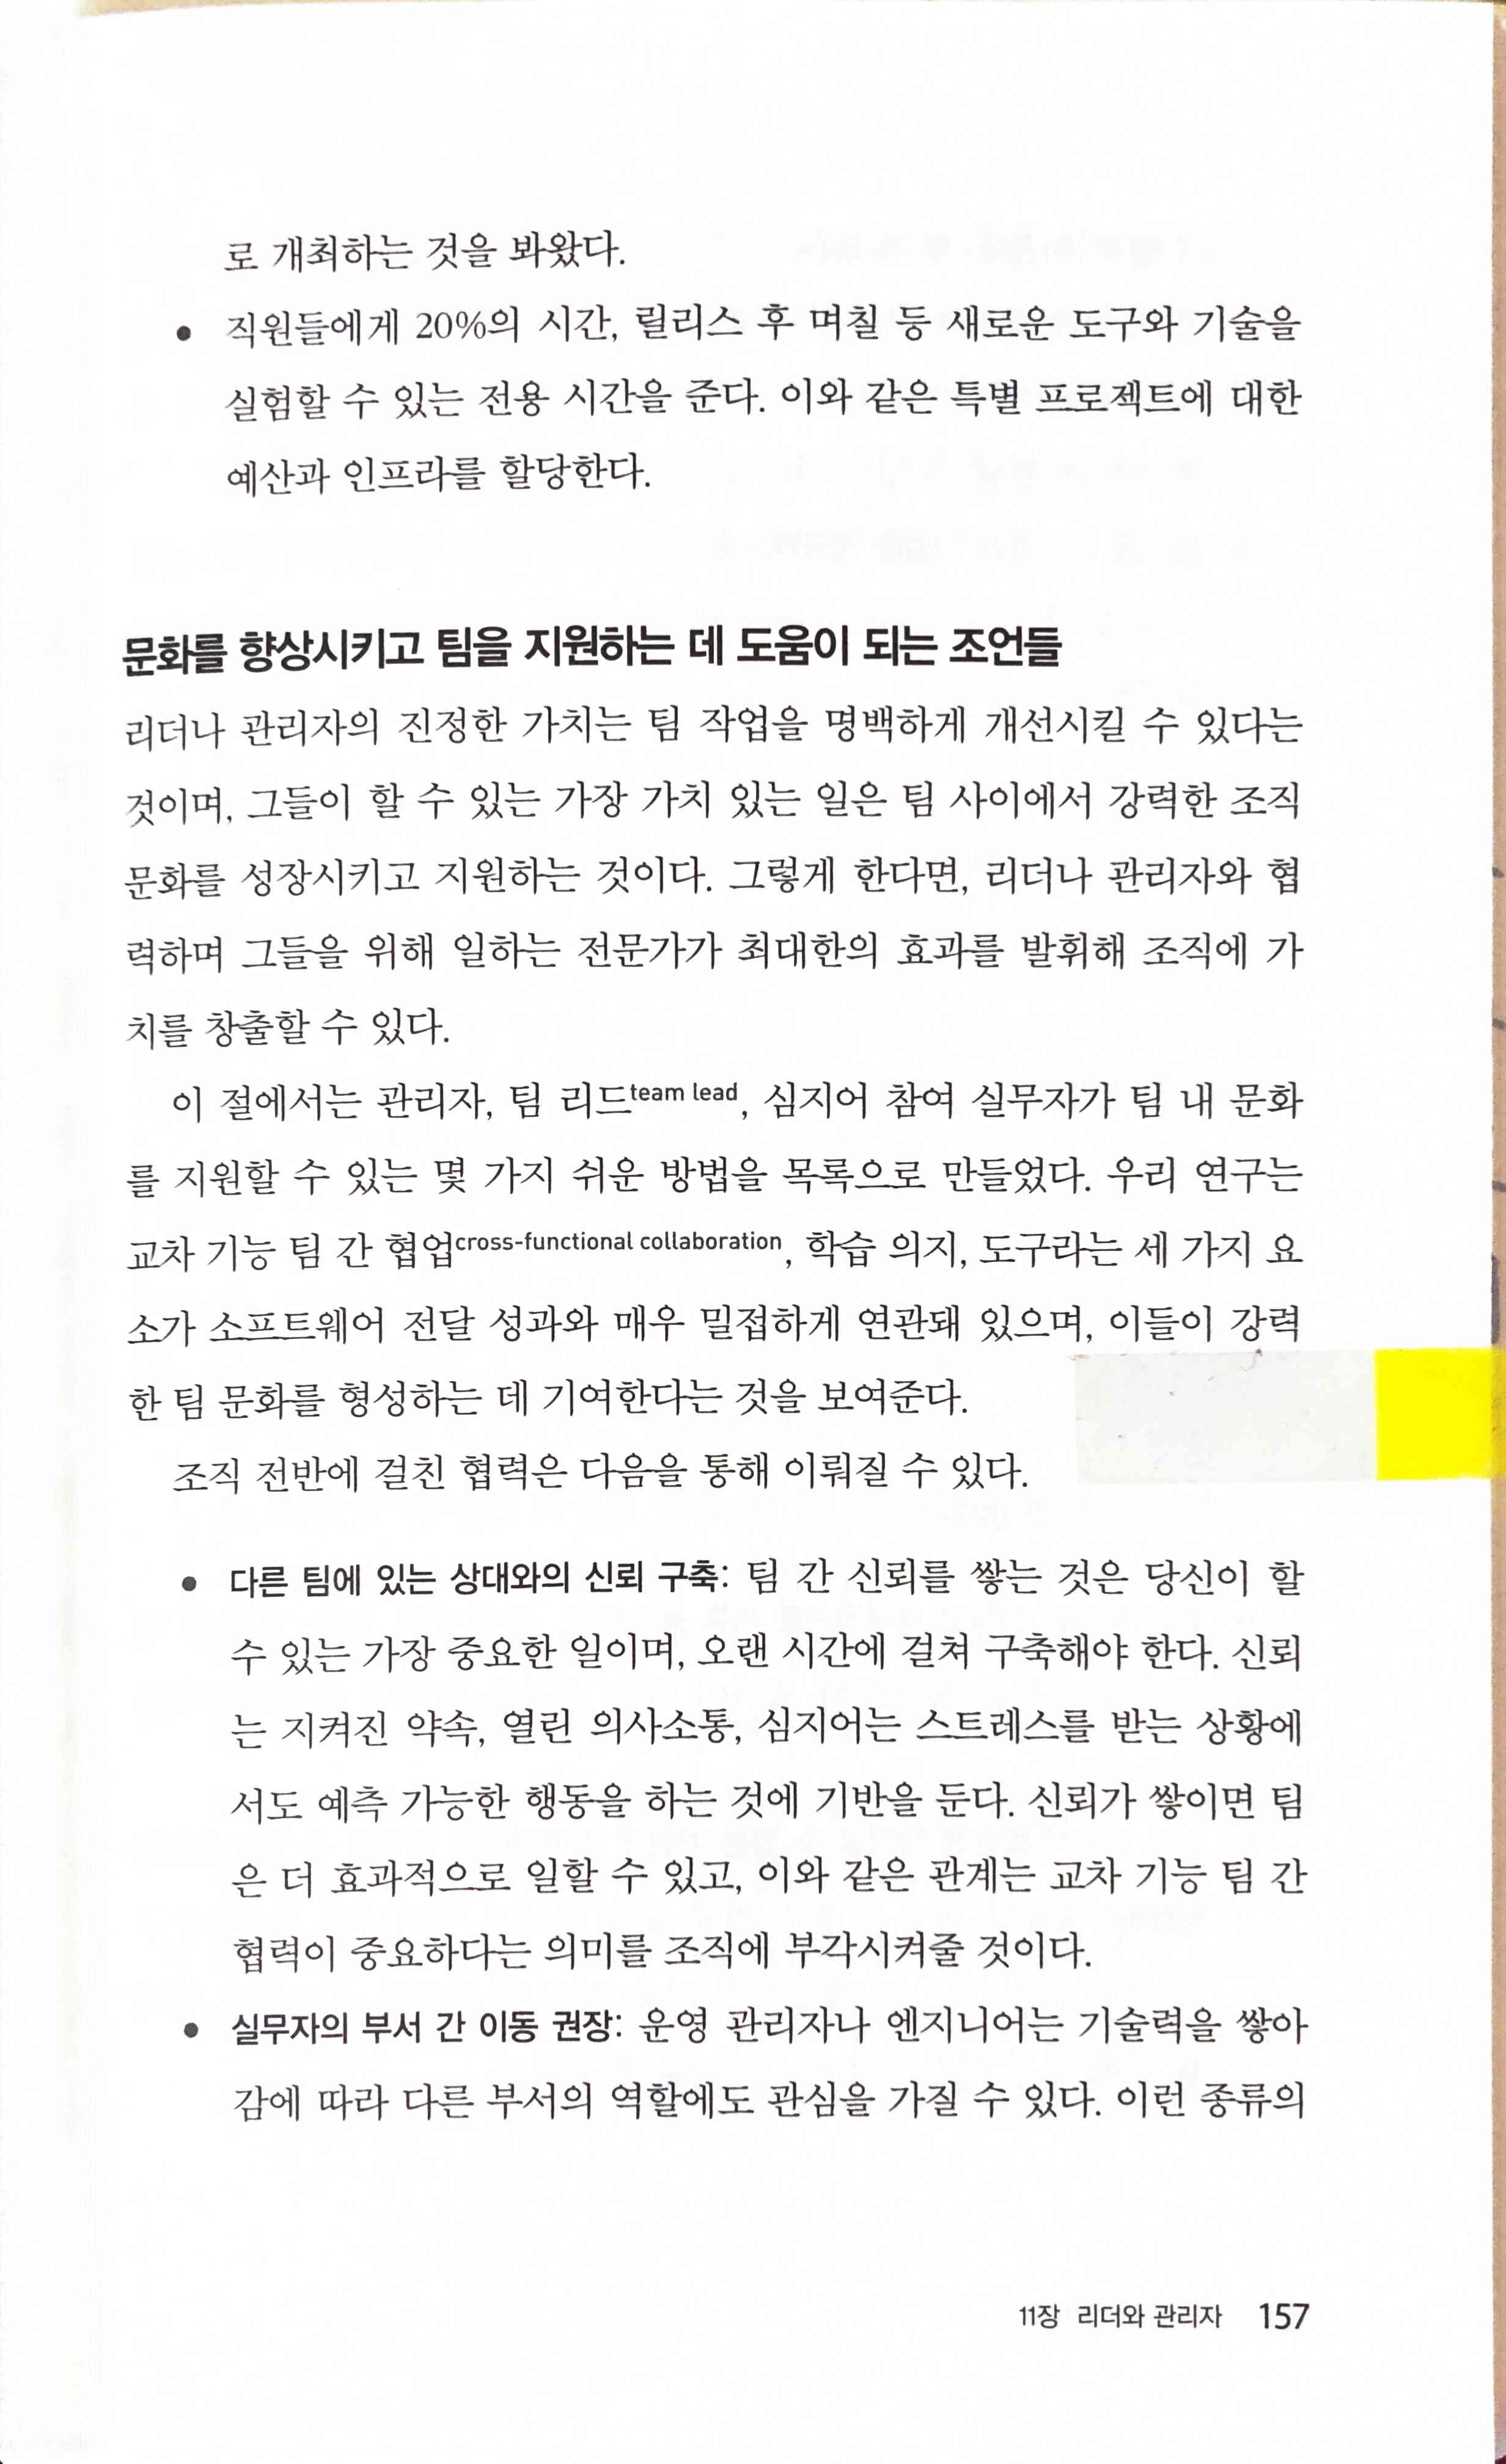 로 개최하는 것을 봐왔다.
● 직원들에게 20%의 시간, 릴리스 후 며칠 등 새로운 도구와 기술을
실험할 수 있는 전용 시간을 준다. 이와 같은 특별 프로젝트에 대한
예산과 인프라를 할당한다.
문화를 향상시키고 팀을 지원하는 데 도움이 되는 조언들
리더나 관리자의 진정한 가치는 팀 작업을 명백하게 개선시킬 수 있다는
것이며, 그들이 할 수 있는 가장 가치 있는 일은 팀 사이에서 강력한 조직
문화를 성장시키고 지원하는 것이다. 그렇게 한다면, 리더나 관리자와 협
력하며 그들을 위해 일하는 전문가가 최대한의 효과를 발휘해 조직에 가
치를 창출할 수 있다.
이 절에서는 관리자, 팀 리드team lead, 심지어 참여 실무자가 팀 내 문화
를 지원할 수 있는 몇 가지 쉬운 방법을 목록으로 만들었다. 우리 연구는
교차 기능 팀 간 협업cross-functional collaboration, 학습 의지, 도구라는 세 가지 요
소가 소프트웨어 전달 성과와 매우 밀접하게 연관돼 있으며, 이들이 강력
한 팀 문화를 형성하는 데 기여한다는 것을 보여준다.
조직 전반에 걸친 협력은 다음을 통해 이뤄질 수 있다.
● 다른 팀에 있는 상대와의 신뢰 구축: 팀 간 신뢰를 쌓는 것은 당신이 할
수 있는 가장 중요한 일이며, 오랜 시간에 걸쳐 구축해야 한다. 신뢰
는 지켜진 약속, 열린 의사소통, 심지어는 스트레스를 받는 상황에
서도 예측 가능한 행동을 하는 것에 기반을 둔다. 신뢰가 쌓이면 팀
은 더 효과적으로 일할 수 있고, 이와 같은 관계는 교차 기능 팀 간
협력이 중요하다는 의미를 조직에 부각시켜줄 것이다.
● 실무자의 부서 간 이동 권장: 운영 관리자나 엔지니어는 기술력을 쌓아
감에 따라 다른 부서의 역할에도 관심을 가질 수 있다. 이런 종류의
11장 리더와 관리자 157